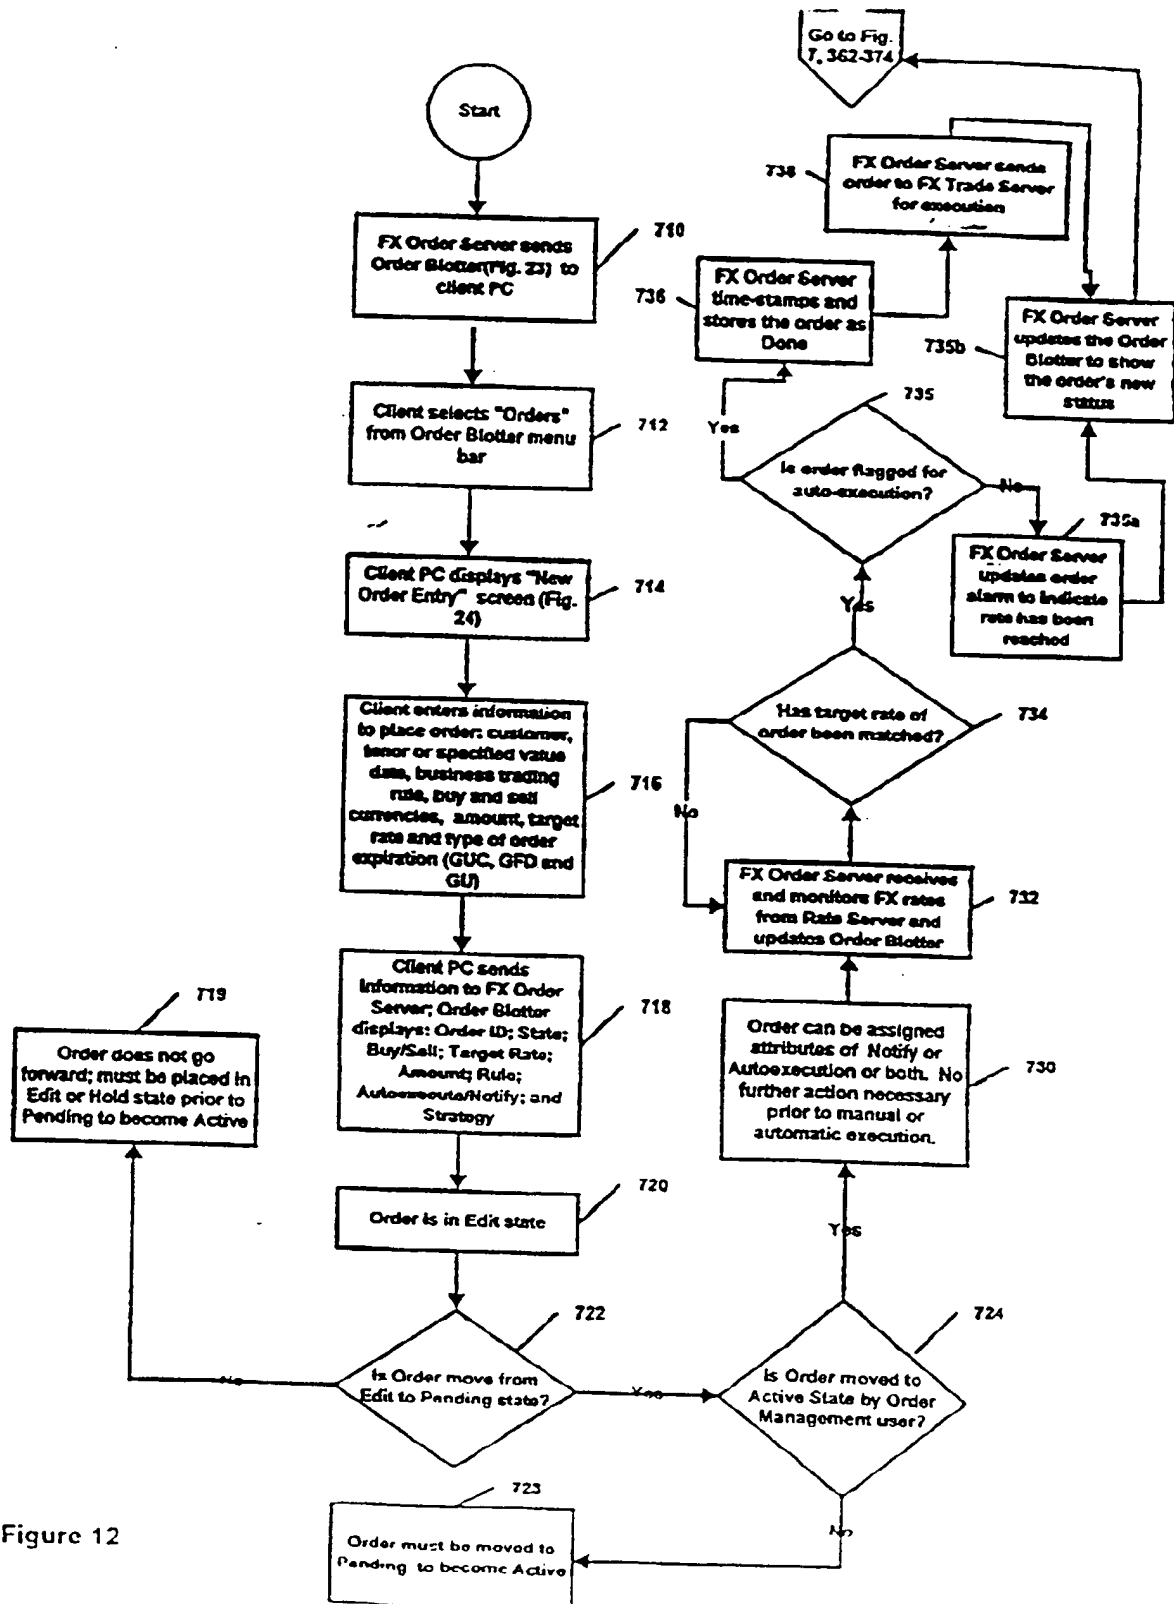 Go to Fig.
7, 362-374
Start
738
FX Order Server sends
order to FX Trade Server
for execution
FX Order Server sends
Order Blotter(Fig. 23) to
client PC
710
736
FX Order Server
time-stamps and
stores the order as
Done
735b
FX Order Server
updates the Order
Blotter to show
the order's new
status
Client selects "Orders"
from Order Blotter menu
bar
712
Yes
735
Is order flagged for
auto-execution?
No
735a
FX Order Server
updates order
alarm to indicate
rate has been
reached
Client PC displays "New
Order Entry" screen (Fig.
24)
714
Yes
Has target rate of
order been matched?
734
No
Client enters information
to place order: customer,
tenor or specified value
date, business trading
rule, buy and sell
currencies, amount, target
rate and type of order
expiration (GUC, GFD and
GU)
716
FX Order Server receives
and monitors FX rates
from Rate Server and
updates Order Blotter
732
Client PC sends
Information to FX Order
Server; Order Blotter
displays: Order ID; State;
Buy/Sell; Target Rate;
Amount; Rule;
Autoexecute/Notify; and
Strategy
718
719
Order does not go
forward; must be placed in
Edit or Hold state prior to
Pending to become Active
Order can be assigned
attributes of Notify or
Autoexecution or both. No
further action necessary
prior to manual or
automatic execution.
730
720
Order is in Edit state
Yes
722
Is Order move from
Edit to Pending state?
No
Yes
724
Is Order moved to
Active State by Order
Management user?
No
723
Order must be moved to
Pending to become Active
Figure 12